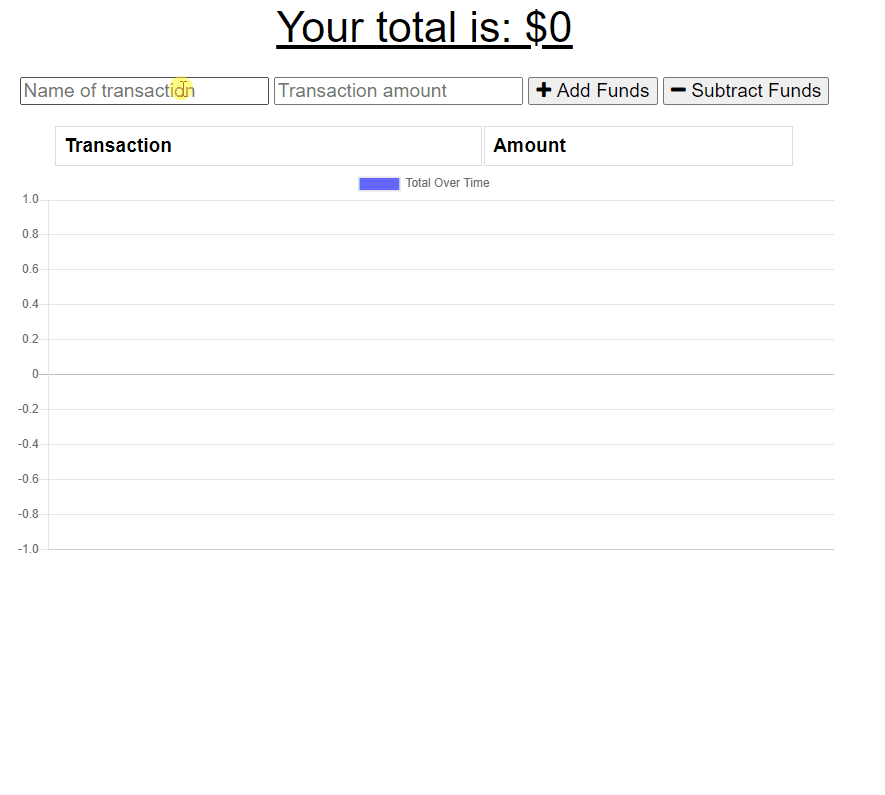 Your total is: $0
Name of transaction Transaction amount Add Funds Subtract Funds
Transaction Amount
Total Over Time
1.0
0.8
0.6
0.4
0.2
0
-0.2
-0.4
-0.6
-0.8
-1.0